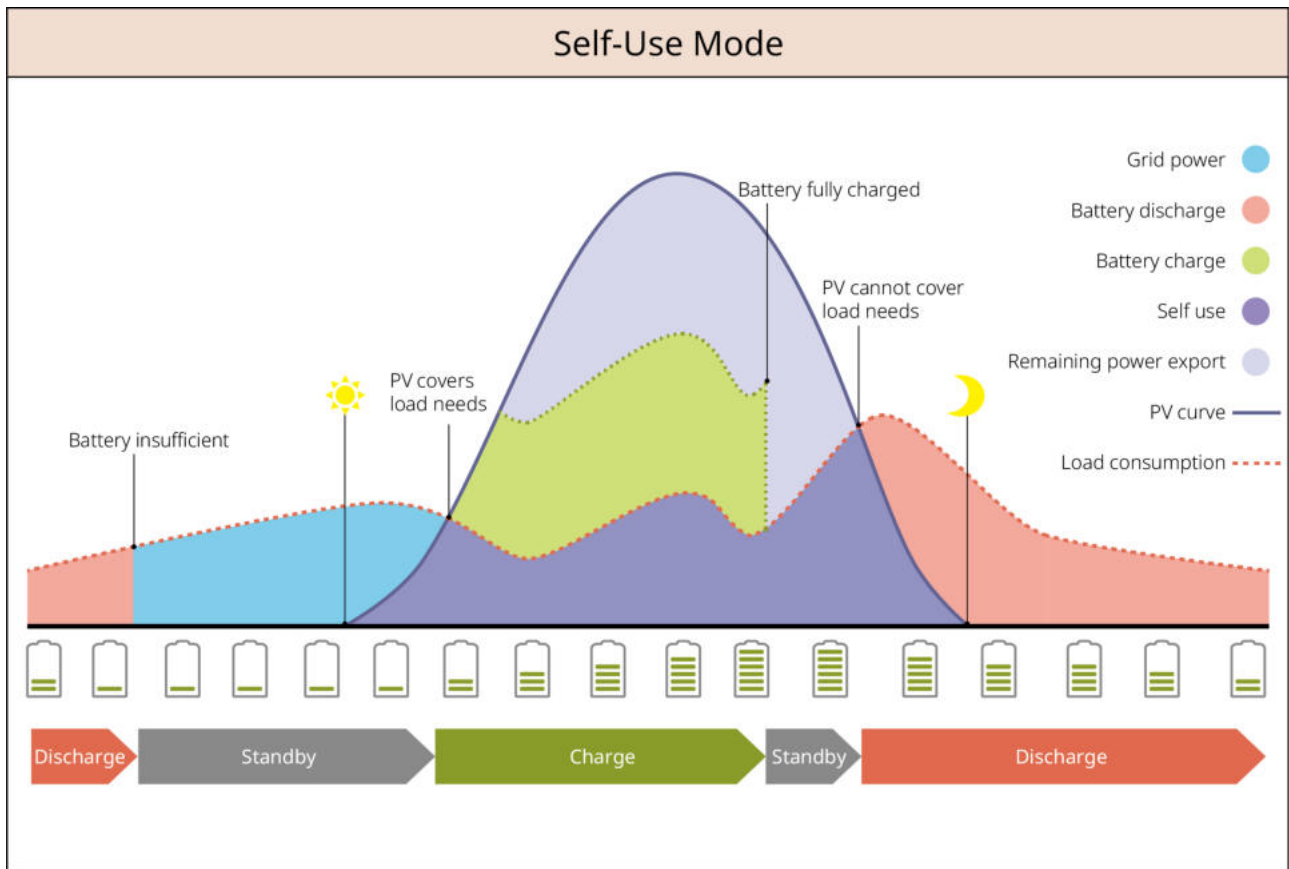 Self-Use Mode
Grid power
Battery fully charged
Battery discharge
Battery charge
PV cannot cover
load needs
Self use
Remaining power export
PV covers
load needs
PV curve
Battery insufficient
Load consumption
Discharge
Standby
Charge
Standby
Discharge